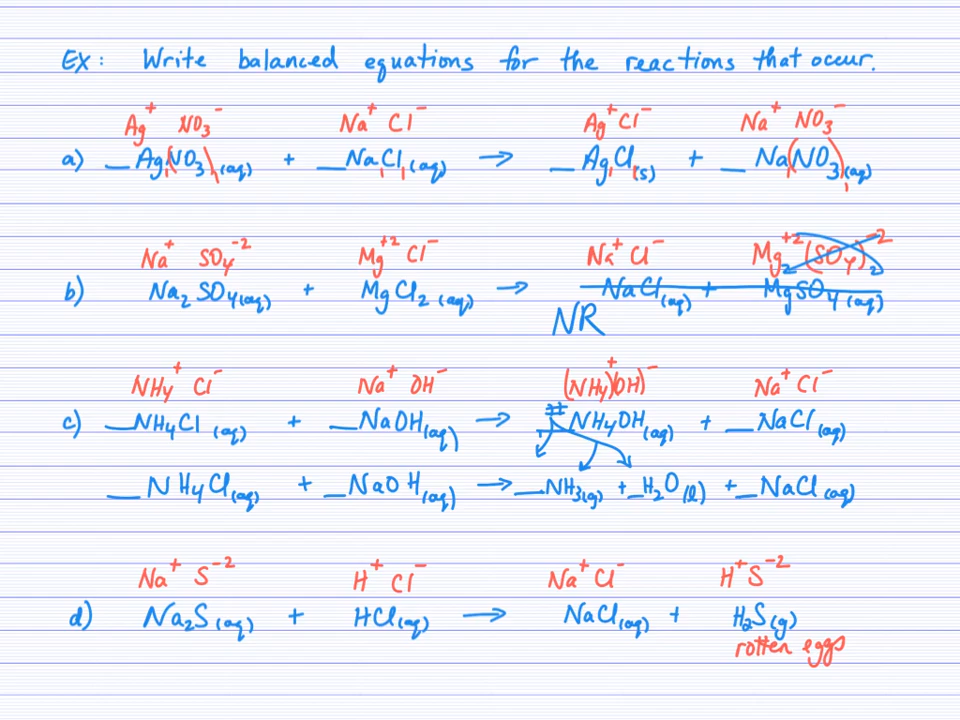 Ex: Write balanced equations for the reactions that occur.
Ag⁺ NO₃⁻ Na⁺ Cl⁻ Ag⁺ Cl⁻ Na⁺ NO₃⁻
a) _AgNO₃(aq) + _NaCl(aq) → _AgCl(s) + _Na(NO₃)(aq)
Na⁺ SO₄⁻² Mg⁺² Cl⁻ Na⁺ Cl⁻ Mg₂⁺²(SO₄)₂⁻²
b) Na₂SO₄(aq) + MgCl₂(aq) → NaCl(aq) + MgSO₄(aq)
NR
NH₄⁺ Cl⁻ Na⁺ OH⁻ (NH₄)⁺(OH)⁻ Na⁺ Cl⁻
c) _NH₄Cl(aq) + _NaOH(aq) → NH₄OH(aq) + _NaCl(aq)
_NH₄Cl(aq) + _NaOH(aq) → _NH₃(g) + _H₂O(l) + _NaCl(aq)
Na⁺ S⁻² H⁺ Cl⁻ Na⁺ Cl⁻ H⁺ S⁻²
d) Na₂S(aq) + HCl(aq) → NaCl(aq) + H₂S(g)
rotten eggs